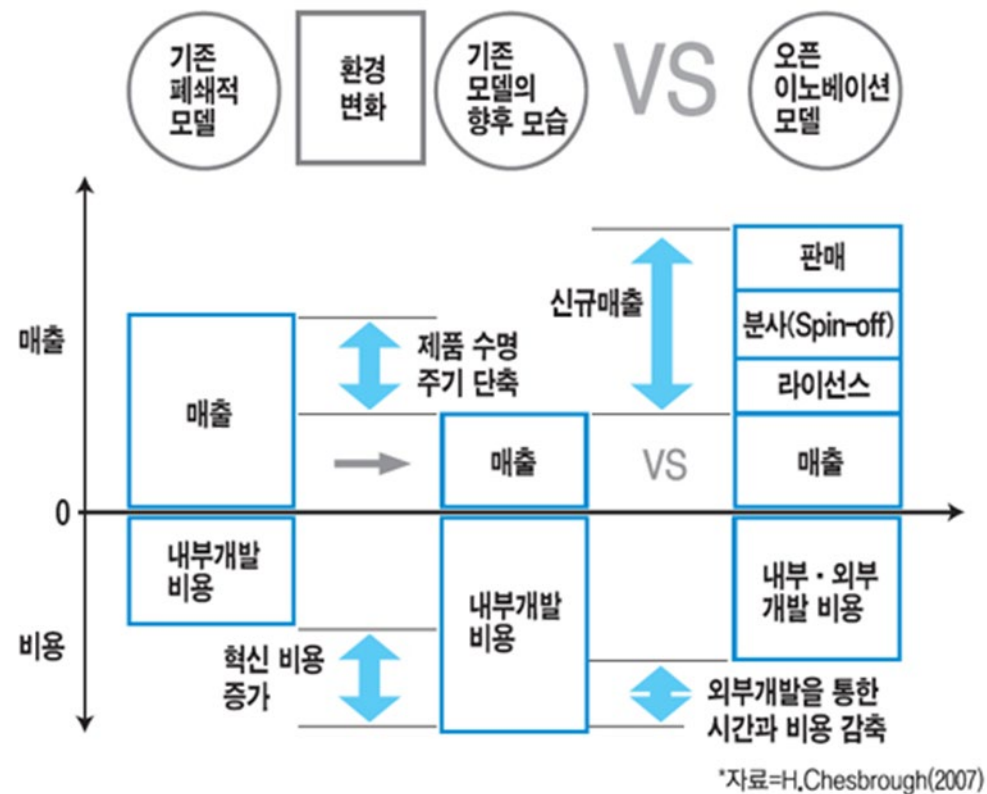 기존
폐쇄적
모델
환경
변화
기존
모델의
향후 모습
VS
오픈
이노베이션
모델
매출
매출
제품 수명
주기 단축
매출
신규매출
VS
판매
분사(Spin-off)
라이선스
매출
0
비용
내부개발
비용
혁신 비용
증가
내부개발
비용
내부·외부
개발 비용
외부개발을 통한
시간과 비용 감축
*자료=H.Chesbrough(2007)